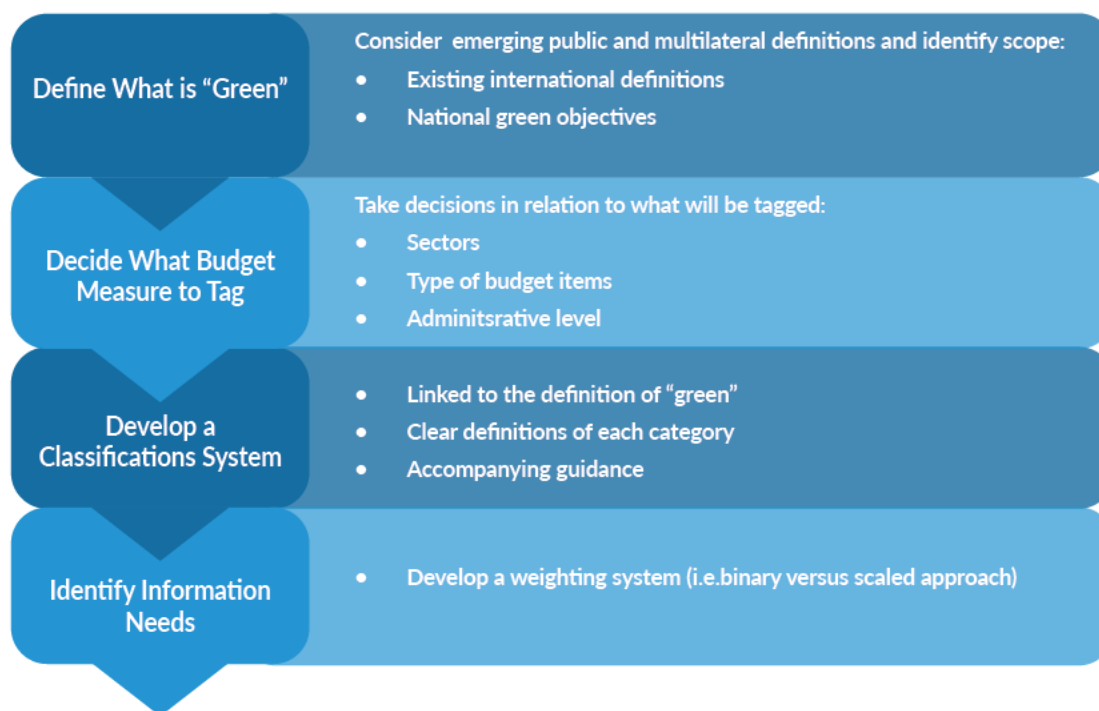 Define What is “Green”
Consider emerging public and multilateral definitions and identify scope:
● Existing international definitions
● National green objectives
Decide What Budget
Measure to Tag
Take decisions in relation to what will be tagged:
● Sectors
● Type of budget items
● Adminitsrative level
Develop a
Classifications System
● Linked to the definition of “green”
● Clear definitions of each category
● Accompanying guidance
Identify Information
Needs
● Develop a weighting system (i.e.binary versus scaled approach)